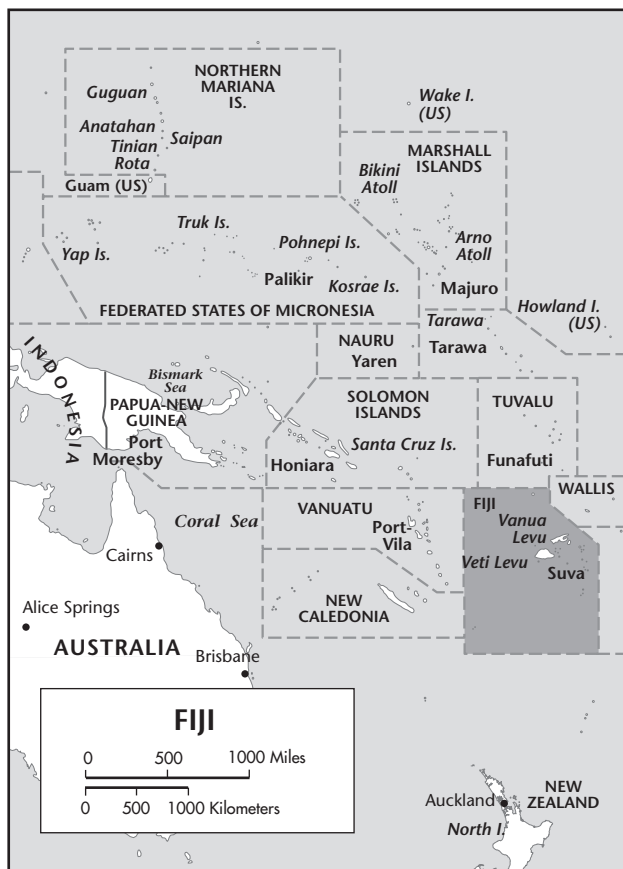 NORTHERN
MARIANA
IS.
Guguan
Anatahan
Saipan
Tinian
Rota
Guam (US)
Wake I.
(US)
MARSHALL
ISLANDS
Bikini
Atoll
Arno
Atoll
Majuro
Truk Is.
Yap Is.
Pohnepi Is.
Palikir
Kosrae Is.
FEDERATED STATES OF MICRONESIA
Howland I.
(US)
Tarawa
Tarawa
NAURU
Yaren
INDONESIA
Bismark
Sea
PAPUA-NEW
GUINEA
Port
Moresby
SOLOMON
ISLANDS
Santa Cruz Is.
Honiara
TUVALU
Funafuti
WALLIS
Coral Sea
VANUATU
Port-
Vila
FIJI
Vanua
Levu
Veti Levu
Suva
Cairns
NEW
CALEDONIA
Alice Springs
AUSTRALIA
Brisbane
FIJI
0 500 1000 Miles
0 500 1000 Kilometers
Auckland
NEW
ZEALAND
North I.